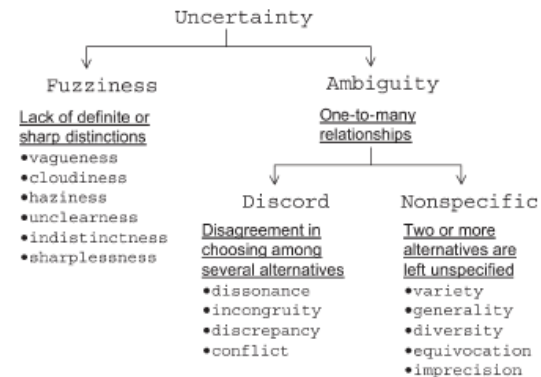 Uncertainty
Fuzziness
Lack of definite or
sharp distinctions
•vagueness
•cloudiness
•haziness
•unclearness
•indistinctness
•sharplessness
Ambiguity
One-to-many
relationships
Discord
Disagreement in
choosing among
several alternatives
•dissonance
•incongruity
•discrepancy
•conflict
Nonspecific
Two or more
alternatives are
left unspecified
•variety
•generality
•diversity
•equivocation
•imprecision